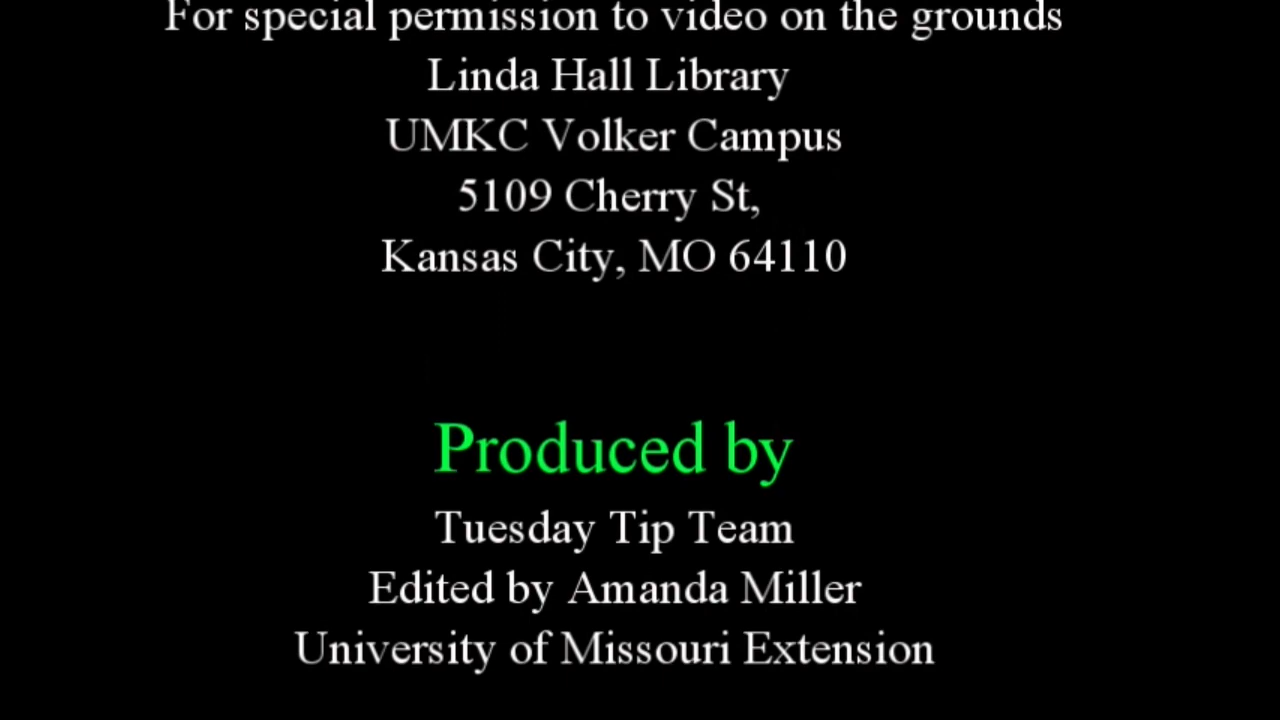 For special permission to video on the grounds
Linda Hall Library
UMKC Volker Campus
5109 Cherry St,
Kansas City, MO 64110
Produced by
Tuesday Tip Team
Edited by Amanda Miller
University of Missouri Extension